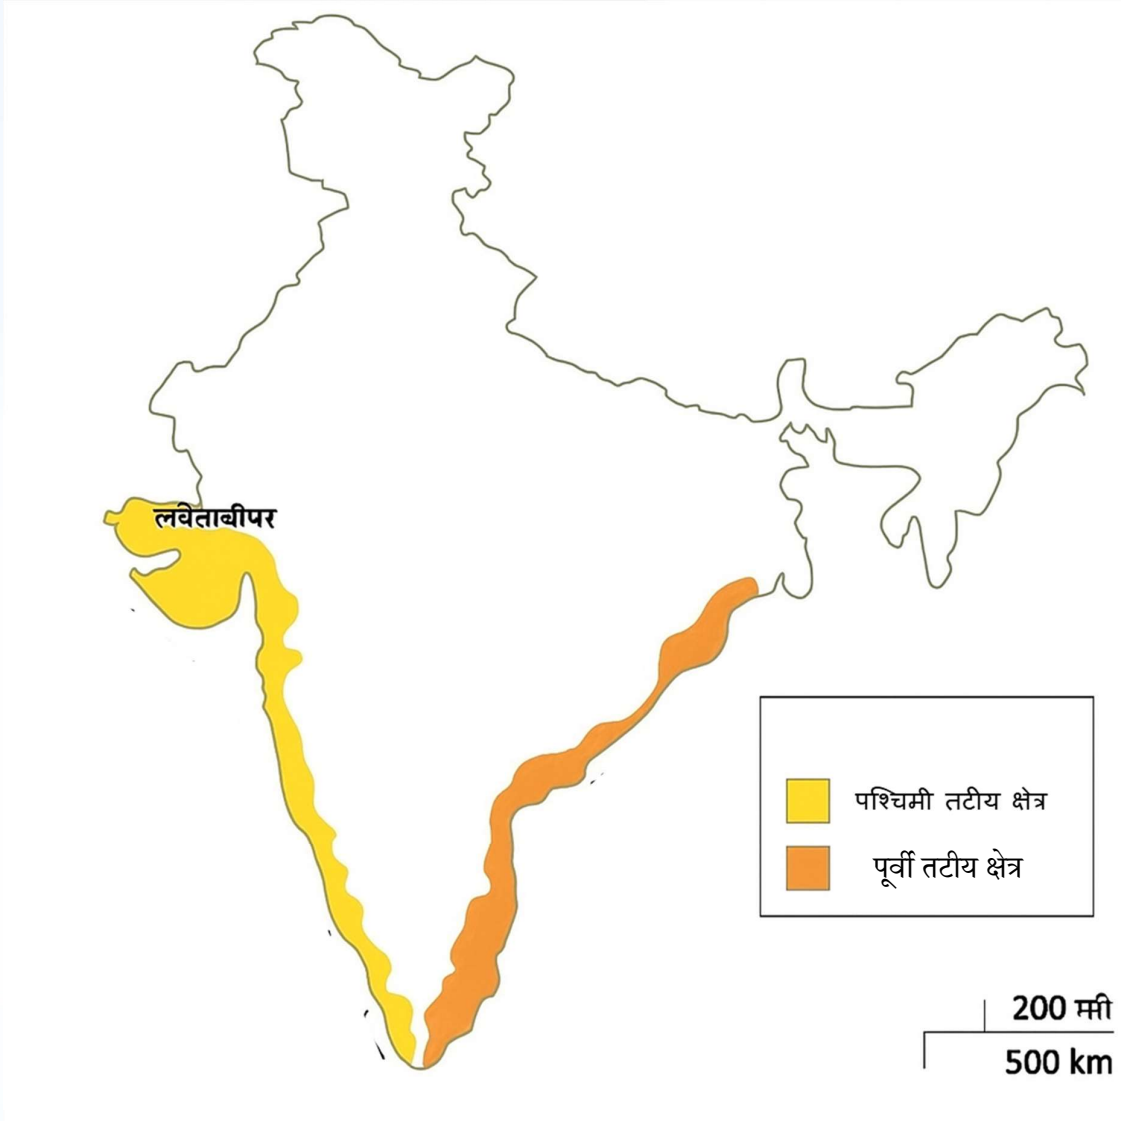 लवेताबीपर
पश्चिमी तटीय क्षेत्र
पूर्वी तटीय क्षेत्र
200 म्मी
500 km